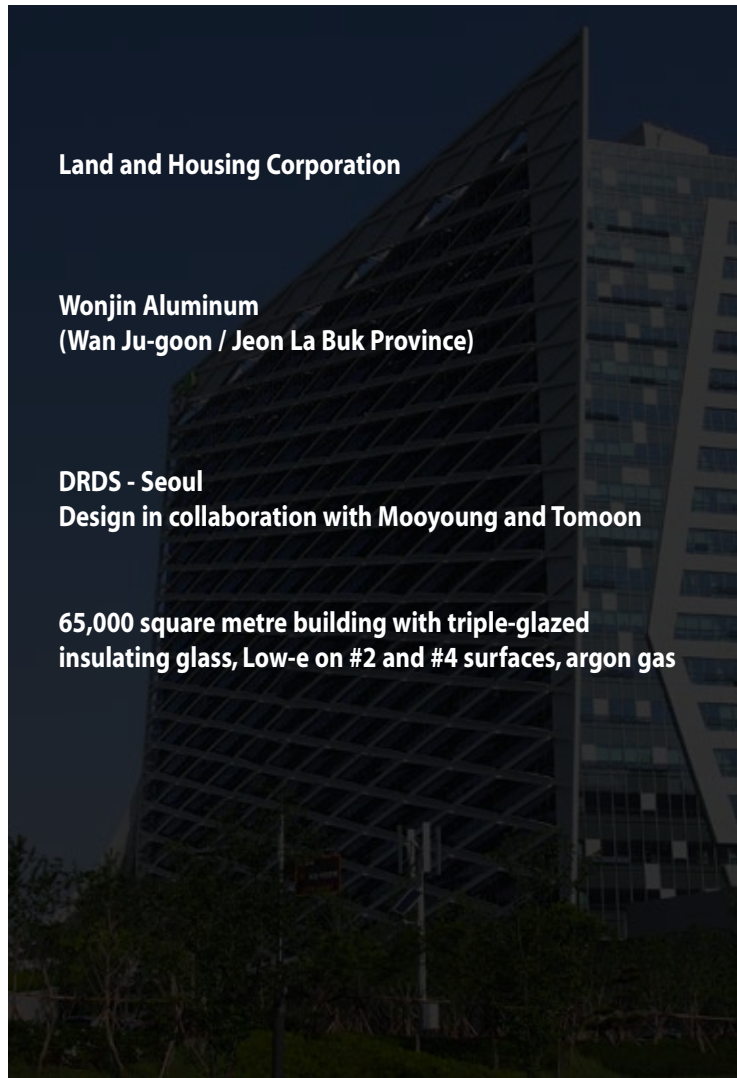 Land and Housing Corporation
Wonjin Aluminum
(Wan Ju-goon / Jeon La Buk Province)
DRDS - Seoul
Design in collaboration with Mooyoung and Tomoon
65,000 square metre building with triple-glazed
insulating glass, Low-e on #2 and #4 surfaces, argon gas